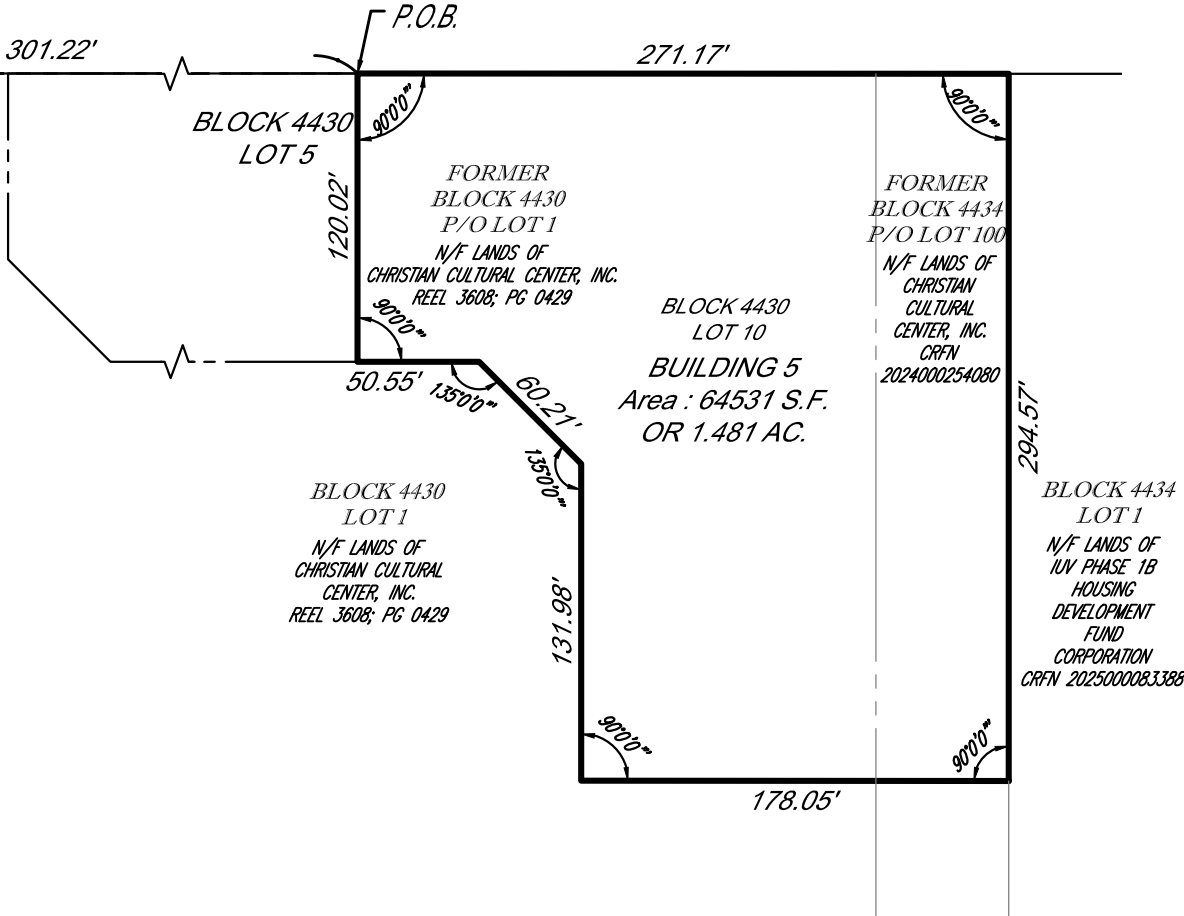 P.O.B.
301.22'
271.17'
90°0'0"
90°0'0"
BLOCK 4430
LOT 5
120.02'
FORMER
BLOCK 4430
P/O LOT 1
N/F LANDS OF
CHRISTIAN CULTURAL CENTER, INC.
REEL 3608; PG 0429
FORMER
BLOCK 4434
P/O LOT 100
N/F LANDS OF
CHRISTIAN
CULTURAL
CENTER, INC.
CRFN
2024000254080
90°0'0"
BLOCK 4430
LOT 10
BUILDING 5
Area : 64531 S.F.
OR 1.481 AC.
50.55'
135°0'0"
60.21'
135°0'0"
294.57'
BLOCK 4430
LOT 1
N/F LANDS OF
CHRISTIAN CULTURAL
CENTER, INC.
REEL 3608; PG 0429
BLOCK 4434
LOT 1
N/F LANDS OF
IUV PHASE 1B
HOUSING
DEVELOPMENT
FUND
CORPORATION
CRFN 2025000083388
131.98'
90°0'0"
90°0'0"
178.05'